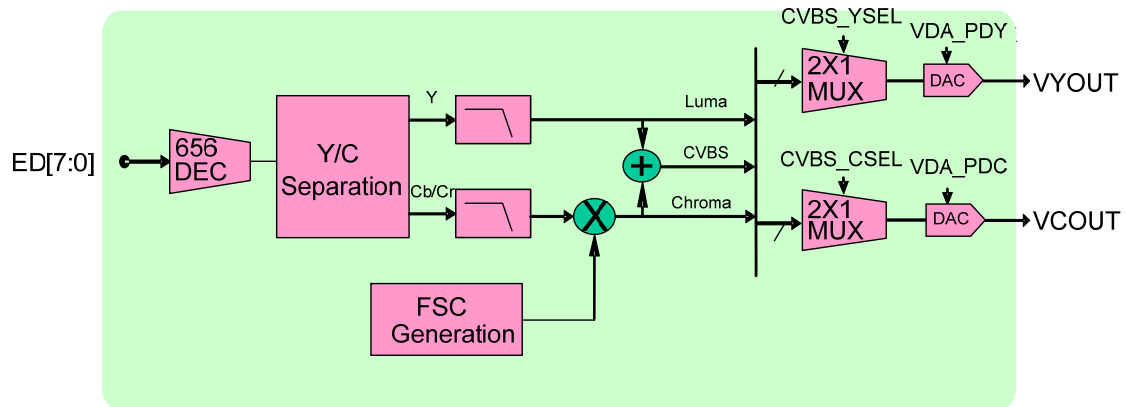 CVBS_YSEL
VDA_PDY
2X1
MUX
DAC
VYOUT
Y
Luma
656
DEC
Y/C
Separation
ED[7:0]
+
CVBS
CVBS_CSEL
VDA_PDC
Cb/Cr
X
Chroma
2X1
MUX
DAC
VCOUT
FSC
Generation